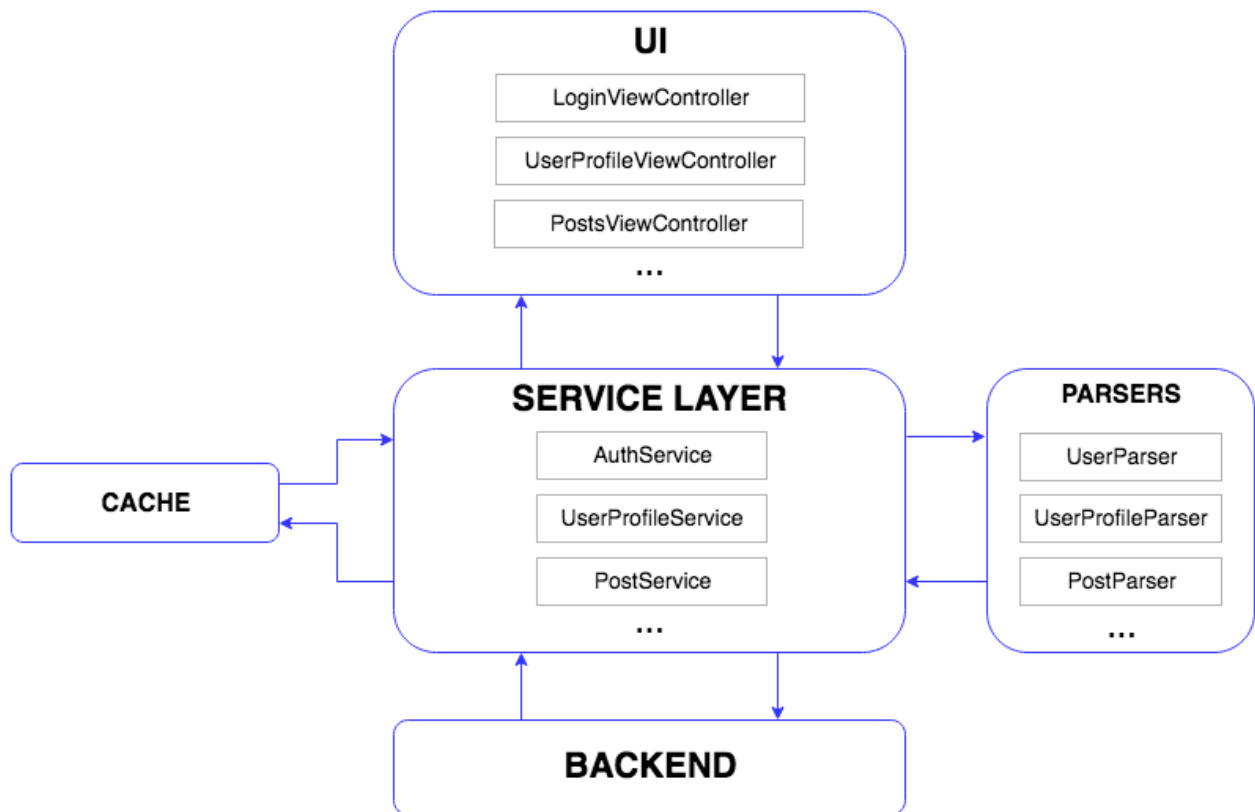 UI
LoginViewController
UserProfileViewController
PostsViewController
...
SERVICE LAYER
AuthService
UserProfileService
PostService
...
PARSERS
UserParser
UserProfileParser
PostParser
...
CACHE
BACKEND